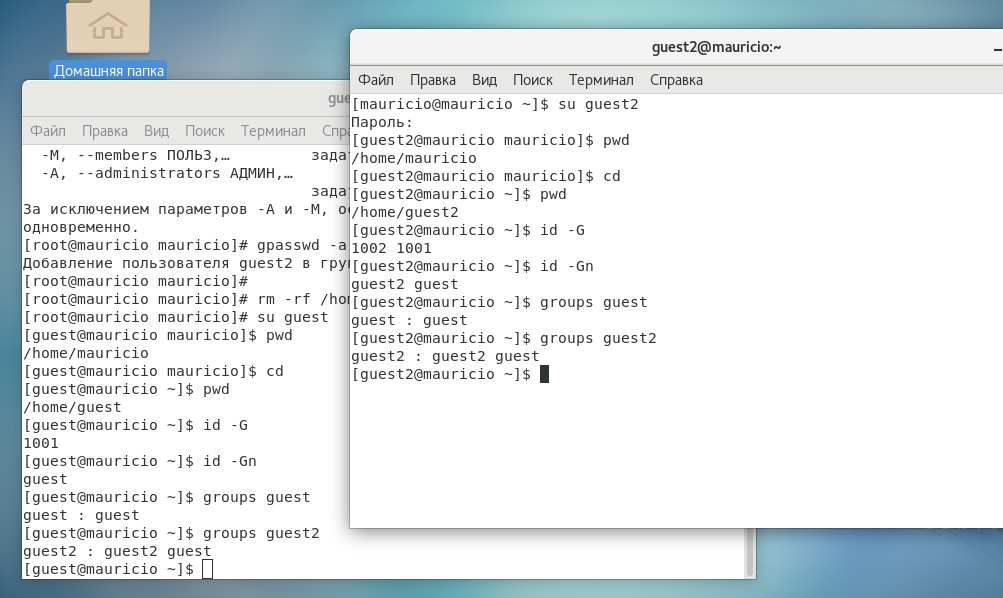 Домашняя папка
gue
Файл Правка Вид Поиск Терминал Спра
-M, --members ПОЛЬЗ,… зада
-A, --administrators АДМИН,…
зада
За исключением параметров -A и -M, ос
одновременно.
[root@mauricio mauricio]# gpasswd -a
Добавление пользователя guest2 в груп
[root@mauricio mauricio]#
[root@mauricio mauricio]# rm -rf /hom
[root@mauricio mauricio]# su guest
[guest@mauricio mauricio]$ pwd
/home/mauricio
[guest@mauricio mauricio]$ cd
[guest@mauricio ~]$ pwd
/home/guest
[guest@mauricio ~]$ id -G
1001
[guest@mauricio ~]$ id -Gn
guest
[guest@mauricio ~]$ groups guest
guest : guest
[guest@mauricio ~]$ groups guest2
guest2 : guest2 guest
[guest@mauricio ~]$
guest2@mauricio:~
Файл Правка Вид Поиск Терминал Справка
[mauricio@mauricio ~]$ su guest2
Пароль:
[guest2@mauricio mauricio]$ pwd
/home/mauricio
[guest2@mauricio mauricio]$ cd
[guest2@mauricio ~]$ pwd
/home/guest2
[guest2@mauricio ~]$ id -G
1002 1001
[guest2@mauricio ~]$ id -Gn
guest2 guest
[guest2@mauricio ~]$ groups guest
guest : guest
[guest2@mauricio ~]$ groups guest2
guest2 : guest2 guest
[guest2@mauricio ~]$